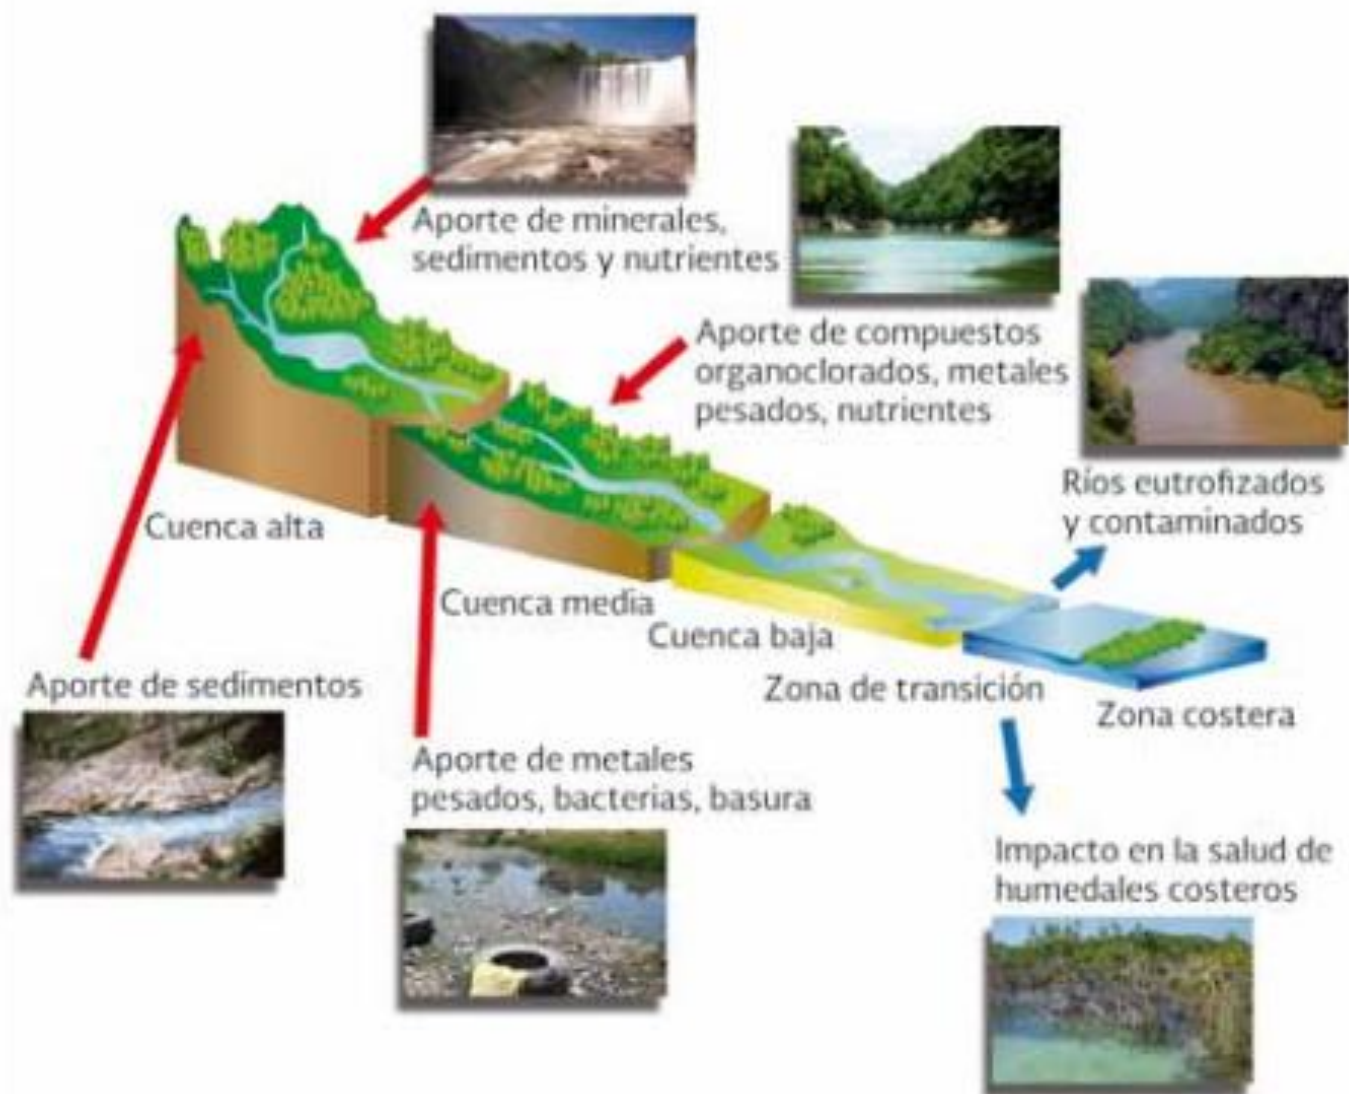 Aporte de minerales,
sedimentos y nutrientes
Aporte de compuestos
organoclorados, metales
pesados, nutrientes
Ríos eutrofizados
y contaminados
Cuenca alta
Cuenca media
Cuenca baja
Zona de transición
Zona costera
Aporte de sedimentos
Aporte de metales
pesados, bacterias, basura
Impacto en la salud de
humedales costeros